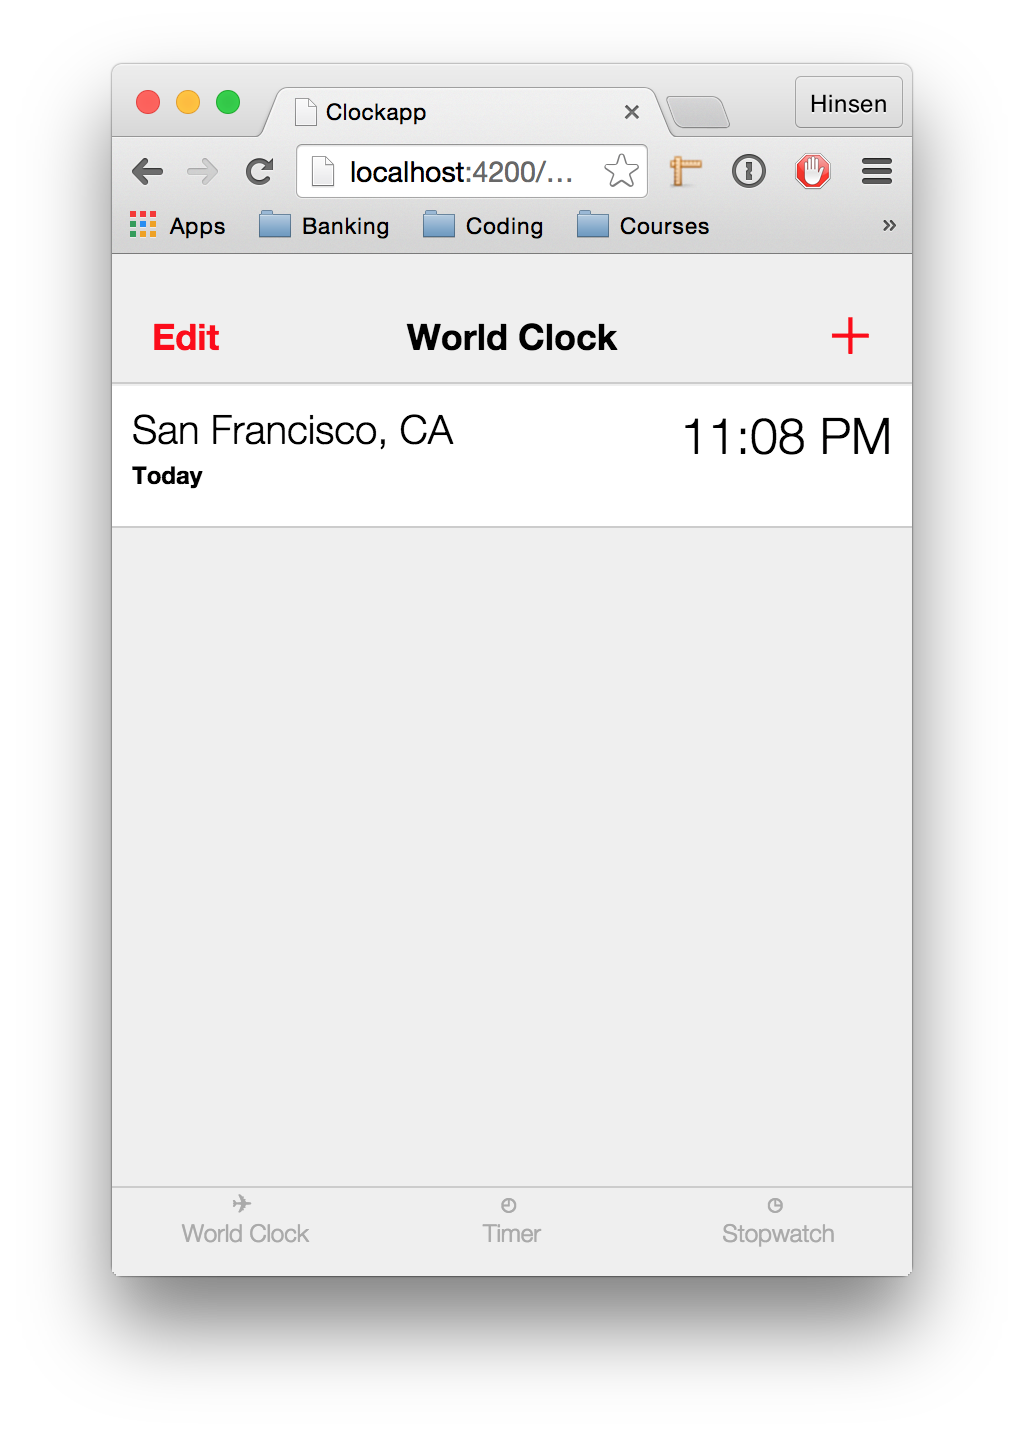 Clockapp
Hinsen
localhost:4200/...
Apps Banking Coding Courses »
Edit World Clock +
San Francisco, CA 11:08 PM
Today
World Clock Timer Stopwatch